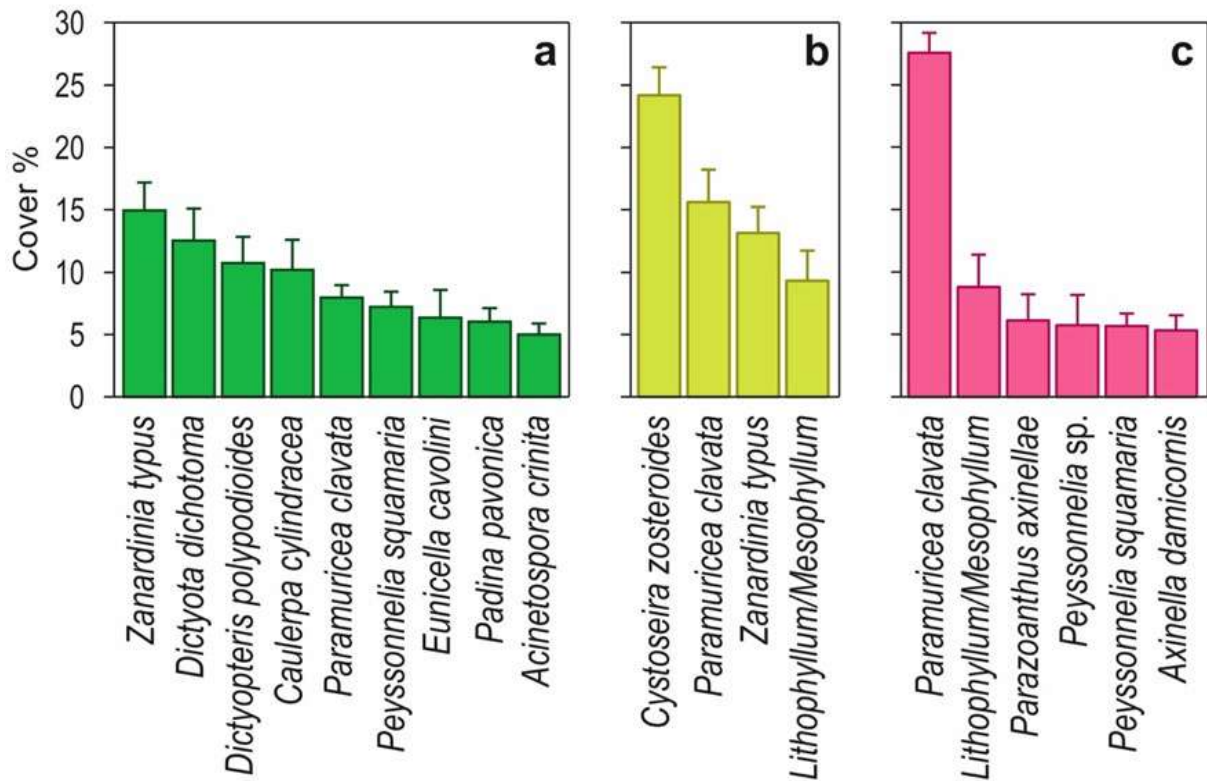 Cover %
30
25
20
15
10
5
0
a
Zanardinia typus
Dictyota dichotoma
Dictyopteris polypodioides
Caulerpa cylindracea
Paramuricea clavata
Peyssonnelia squamaria
Eunicella cavolini
Padina pavonica
Acinetospora crinita
b
Cystoseira zosteroides
Paramuricea clavata
Zanardinia typus
Lithophyllum/Mesophyllum
c
Paramuricea clavata
Lithophyllum/Mesophyllum
Parazoanthus axinellae
Peyssonnelia sp.
Peyssonnelia squamaria
Axinella damicornis